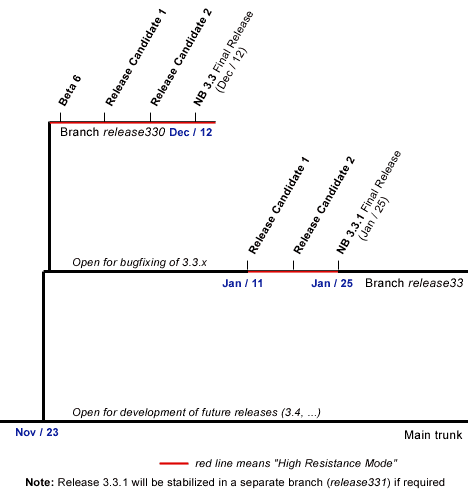 Beta 6
Release Candidate 1
Release Candidate 2
NB 3.3 Final Release
(Dec / 12)
Branch release330 Dec / 12
Release Candidate 1
Release Candidate 2
NB 3.3.1 Final Release
(Jan / 25)
Open for bugfixing of 3.3.x
Jan / 11
Jan / 25
Branch release33
Open for development of future releases (3.4, ...)
Nov / 23
Main trunk
red line means "High Resistance Mode"
Note: Release 3.3.1 will be stabilized in a separate branch (release331) if required